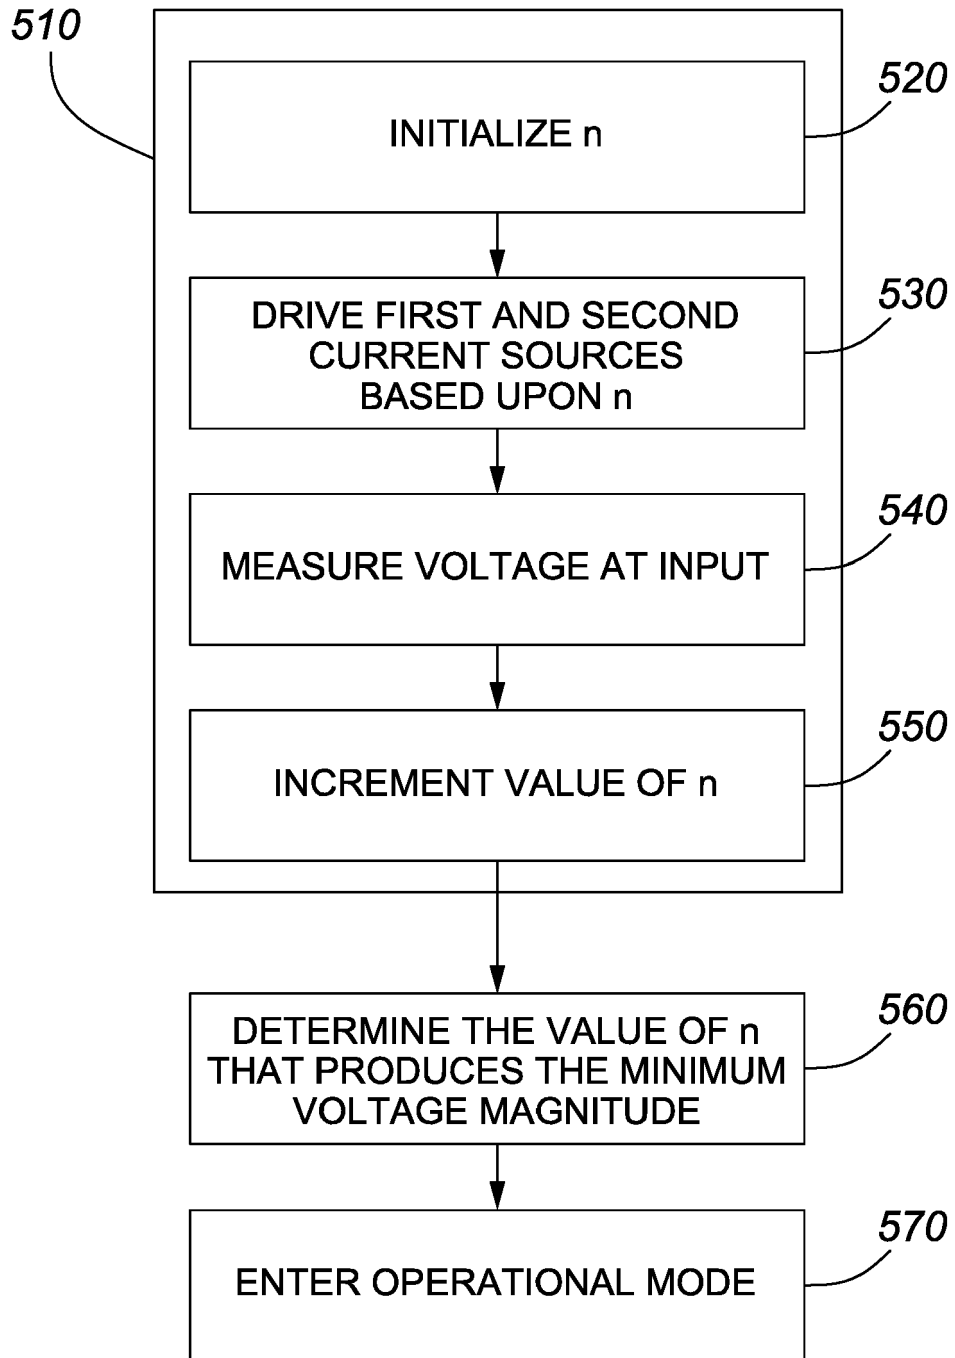 510
520
INITIALIZE n
530
DRIVE FIRST AND SECOND
CURRENT SOURCES
BASED UPON n
540
MEASURE VOLTAGE AT INPUT
550
INCREMENT VALUE OF n
560
DETERMINE THE VALUE OF n
THAT PRODUCES THE MINIMUM
VOLTAGE MAGNITUDE
570
ENTER OPERATIONAL MODE